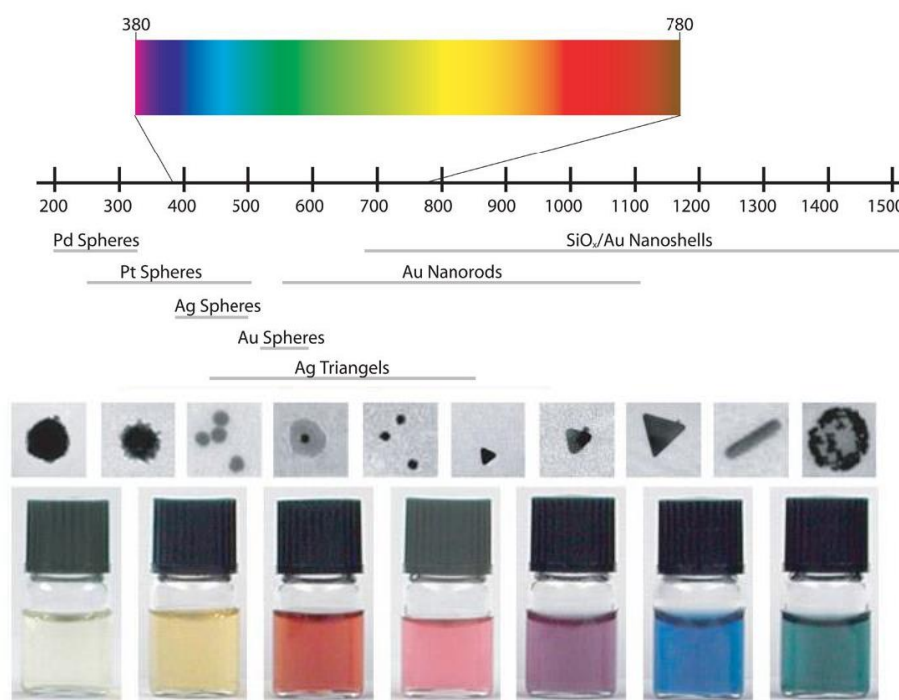 380 780
200 300 400 500 600 700 800 900 1000 1100 1200 1300 1400 1500
Pd Spheres SiOₓ/Au Nanoshells
Pt Spheres Au Nanorods
Ag Spheres
Au Spheres
Ag Triangels